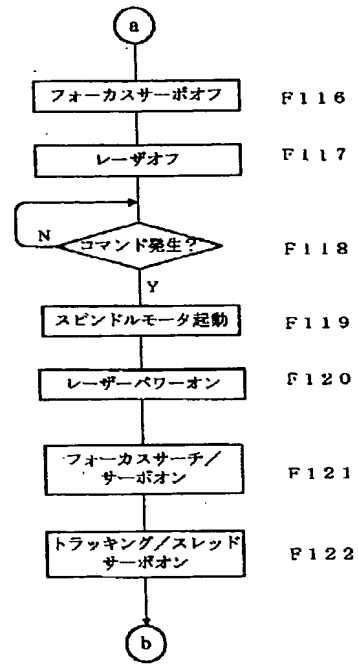 a
フォーカスサーボオフ F116
レーザオフ F117
N
コマンド発生? F118
Y
スピンドルモータ起動 F119
レーザーパワーオン F120
フォーカスサーチ/
サーボオン F121
トラッキング/スレッド
サーボオン F122
b